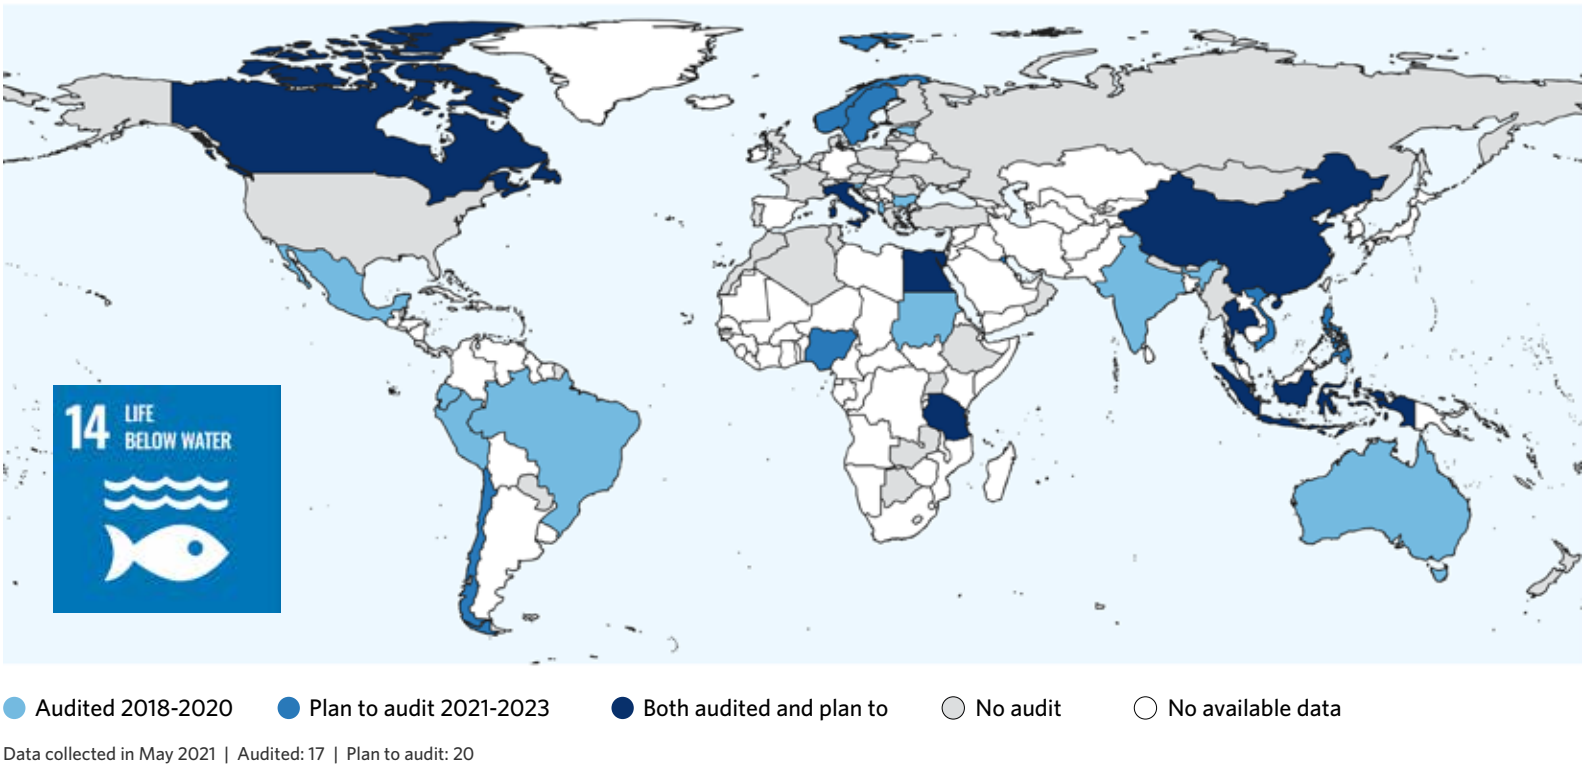 14 LIFE
BELOW WATER
Audited 2018-2020 Plan to audit 2021-2023 Both audited and plan to No audit No available data
Data collected in May 2021 | Audited: 17 | Plan to audit: 20